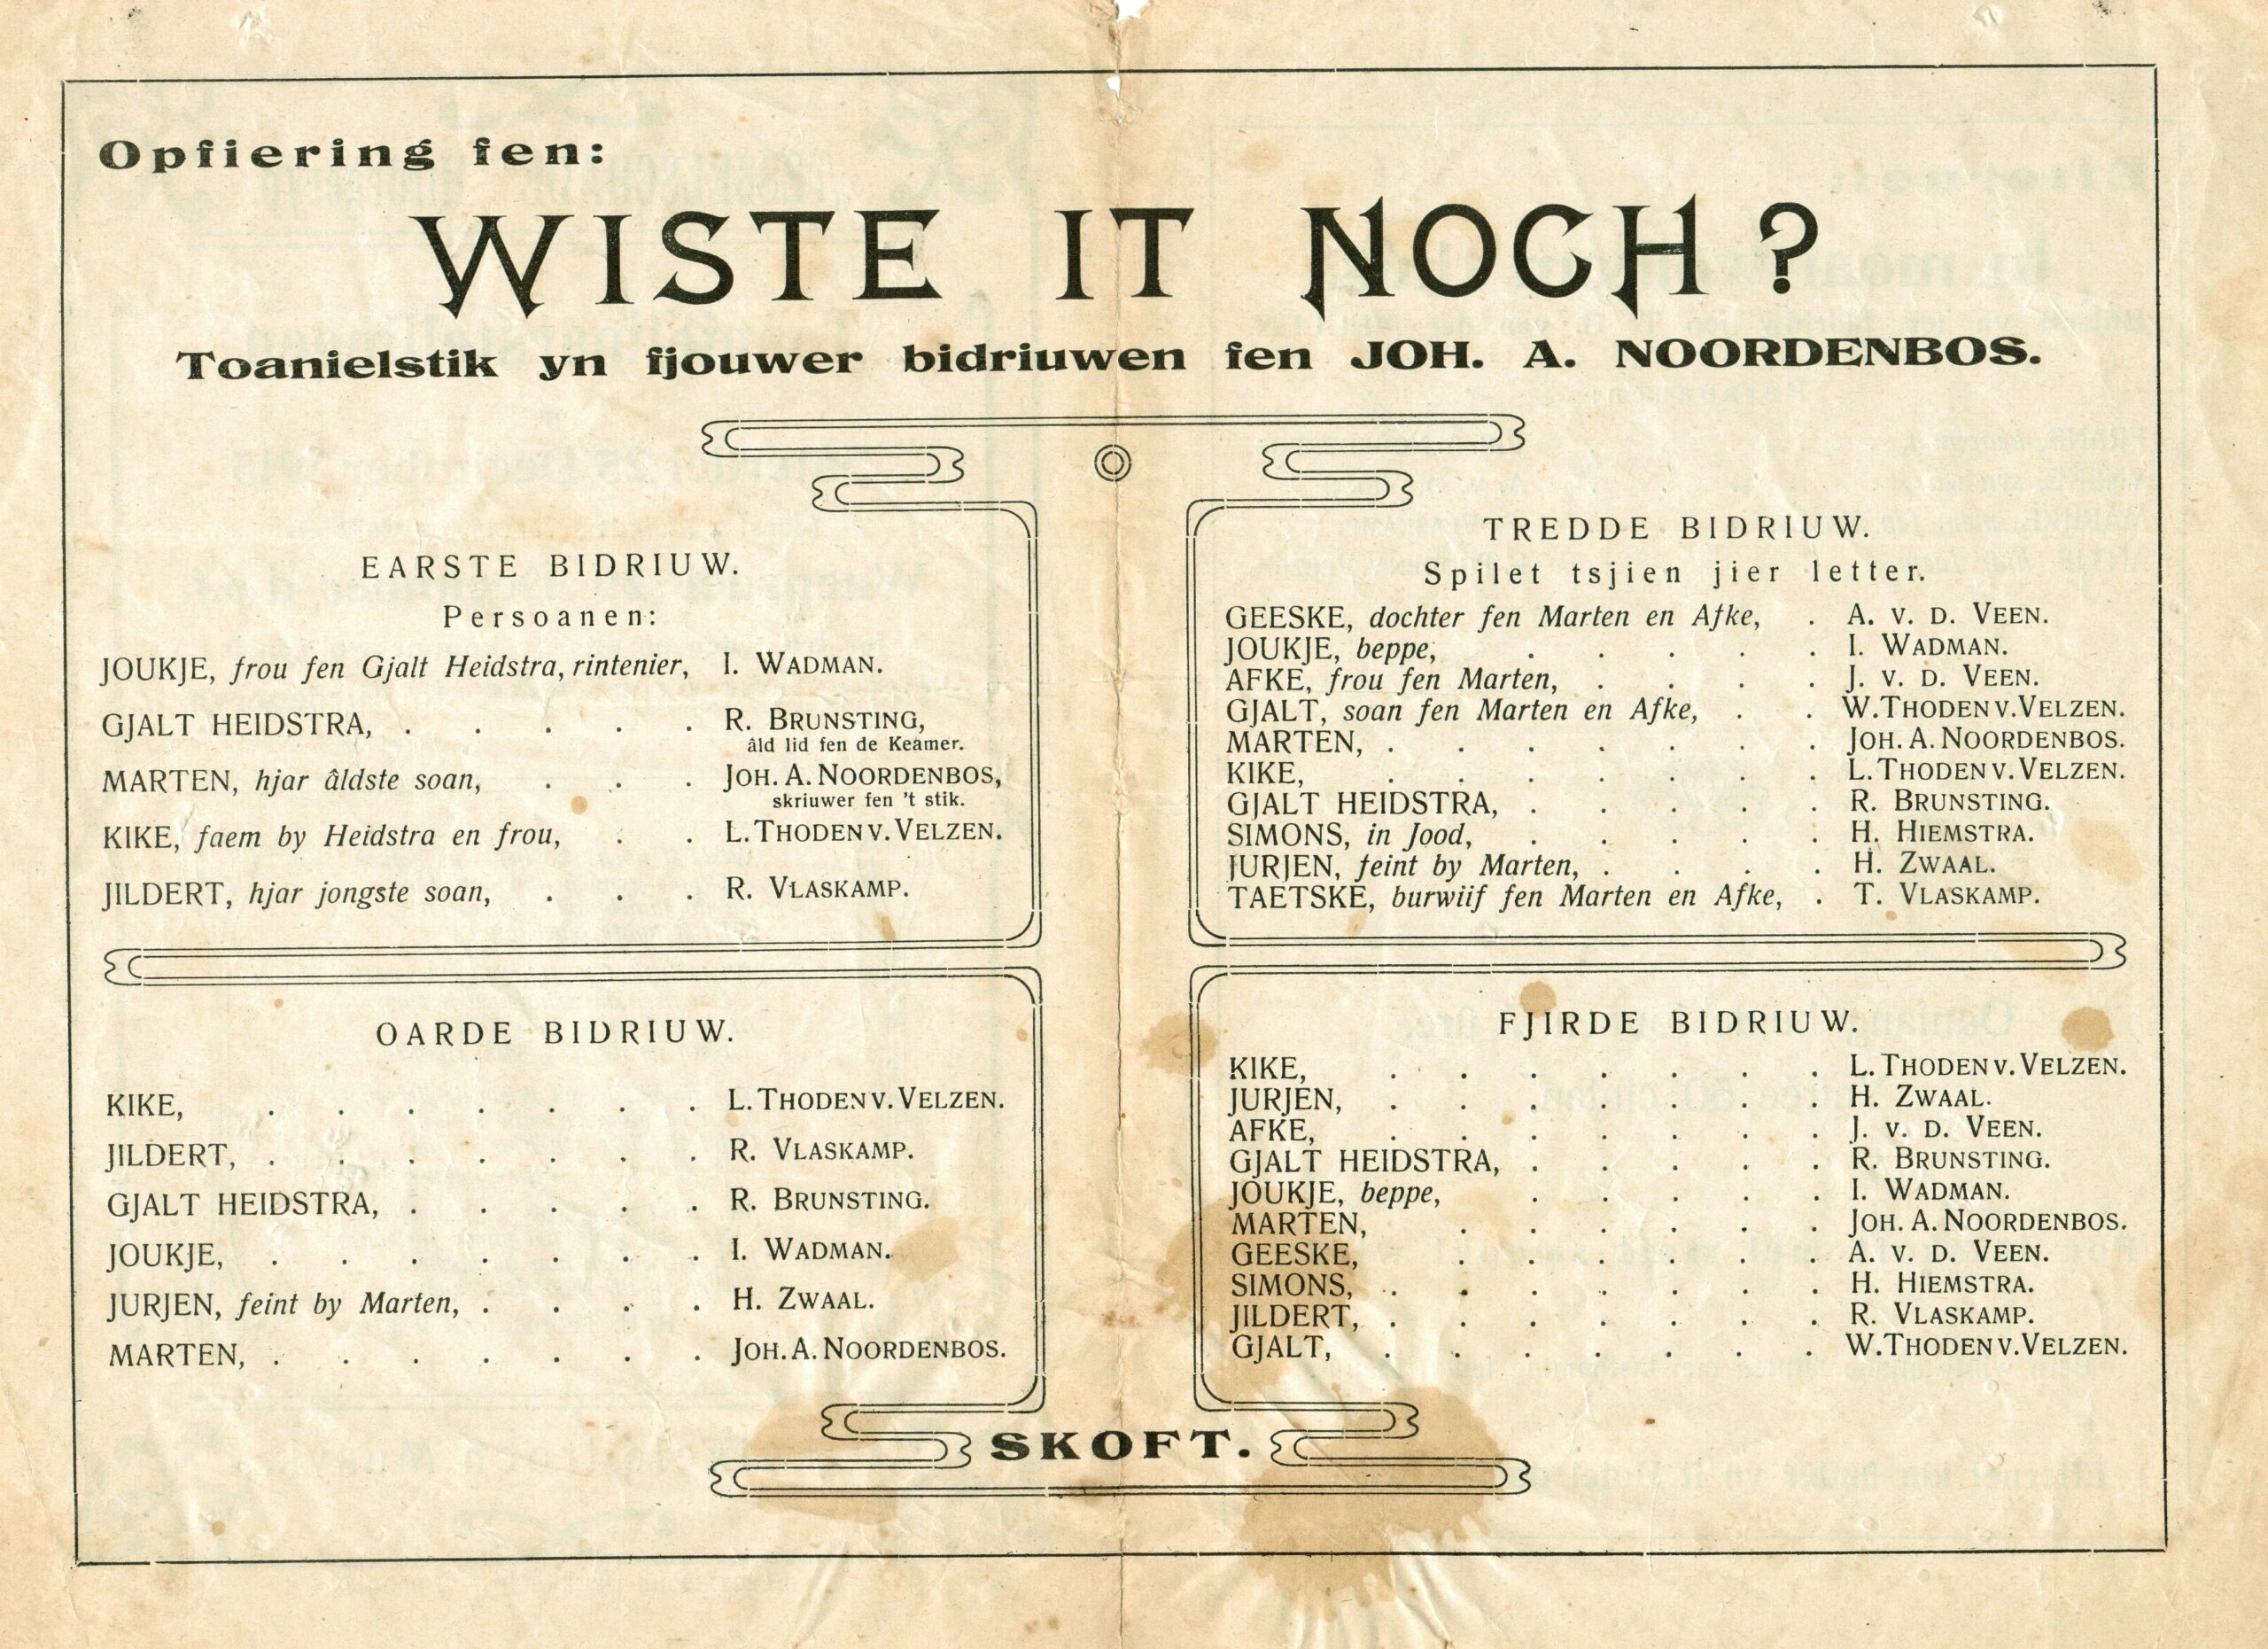 Opfiering fen:
WISTE IT NOCH?
Toanielstik yn fjouwer bidriuwen fen JOH. A. NOORDENBOS.
EARSTE BIDRIUW.
Persoanen:
JOUKJE, frou fen Gjalt Heidstra, rintenier, I. WADMAN.
GJALT HEIDSTRA, . . . . . R. BRUNSTING,
âld lid fen de Keamer.
MARTEN, hjar âldste soan, . . . JOH. A. NOORDENBOS,
skriuwer fen 't stik.
KIKE, faem by Heidstra en frou, . . L. THODEN V. VELZEN.
JILDERT, hjar jongste soan, . . . R. VLASKAMP.
OARDE BIDRIUW.
KIKE, . . . . . . . L. THODEN V. VELZEN.
JILDERT, . . . . . . . R. VLASKAMP.
GJALT HEIDSTRA, . . . . . R. BRUNSTING.
JOUKJE, . . . . . . . I. WADMAN.
JURJEN, feint by Marten, . . . . H. ZWAAL.
MARTEN, . . . . . . . JOH. A. NOORDENBOS.
TREDDE BIDRIUW.
Spilet tsjien jier letter.
GEESKE, dochter fen Marten en Afke, . A. V. D. VEEN.
JOUKJE, beppe, . . . . . I. WADMAN.
AFKE, frou fen Marten, . . . . J. V. D. VEEN.
GJALT, soan fen Marten en Afke, . . W. THODEN V. VELZEN.
MARTEN, . . . . . . . JOH. A. NOORDENBOS.
KIKE, . . . . . . . L. THODEN V. VELZEN.
GJALT HEIDSTRA, . . . . . R. BRUNSTING.
SIMONS, in Jood, . . . . . H. HIEMSTRA.
JURJEN, feint by Marten, . . . . H. ZWAAL.
TAETSKE, burwiif fen Marten en Afke, . T. VLASKAMP.
FJIRDE BIDRIUW.
KIKE, . . . . . . . L. THODEN V. VELZEN.
JURJEN, . . . . . . . H. ZWAAL.
AFKE, . . . . . . . J. V. D. VEEN.
GJALT HEIDSTRA, . . . . . R. BRUNSTING.
JOUKJE, beppe, . . . . . I. WADMAN.
MARTEN, . . . . . . JOH. A. NOORDENBOS.
GEESKE, . . . . . . A. V. D. VEEN.
SIMONS, . . . . . . . H. HIEMSTRA.
JILDERT, . . . . . . . R. VLASKAMP.
GJALT, . . . . . . . W. THODEN V. VELZEN.
SKOFT.